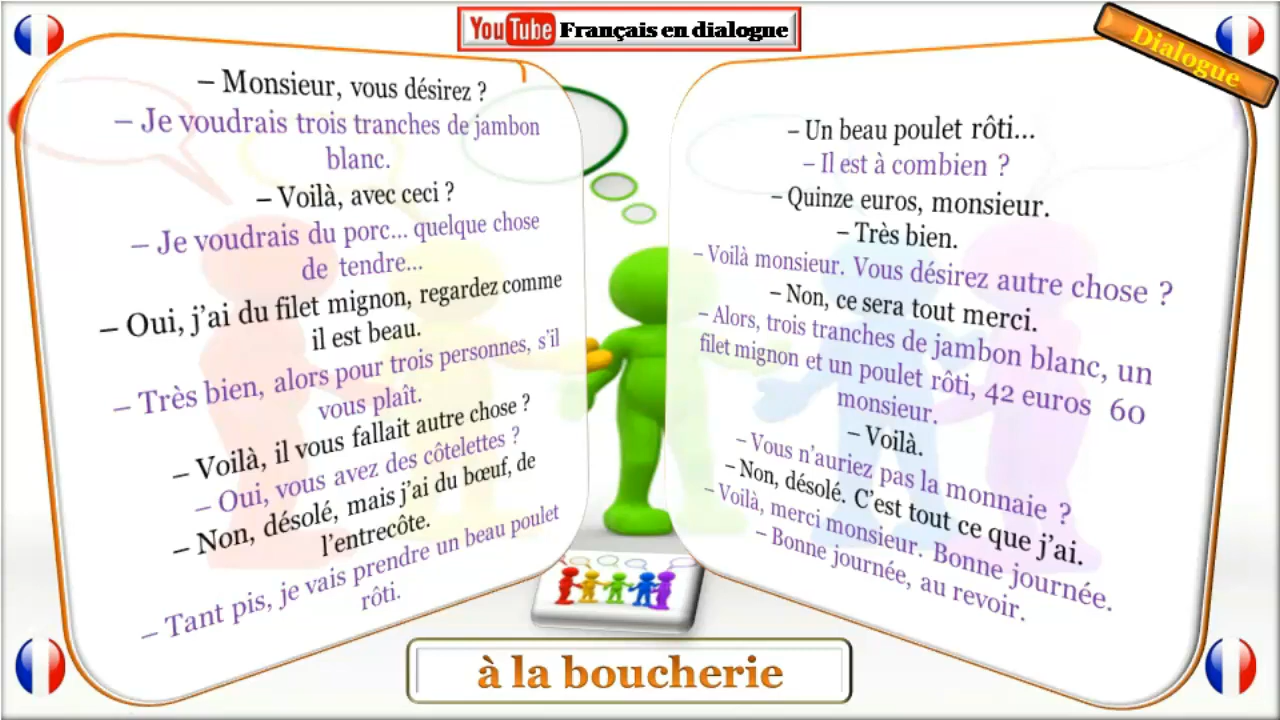 YouTube Français en dialogue
Dialogue
– Monsieur, vous désirez ?
– Je voudrais trois tranches de jambon
blanc.
– Voilà, avec ceci ?
– Je voudrais du porc... quelque chose
de tendre...
– Oui, j’ai du filet mignon, regardez comme
il est beau.
– Très bien, alors pour trois personnes, s’il
vous plaît.
– Voilà, il vous fallait autre chose ?
– Oui, vous avez des côtelettes ?
– Non, désolé, mais j’ai du bœuf, de
l’entrecôte.
– Tant pis, je vais prendre un beau poulet
rôti.
– Un beau poulet rôti...
– Il est à combien ?
– Quinze euros, monsieur.
– Très bien.
– Voilà monsieur. Vous désirez autre chose ?
– Non, ce sera tout merci.
– Alors, trois tranches de jambon blanc, un
filet mignon et un poulet rôti, 42 euros 60
monsieur.
– Voilà.
– Vous n’auriez pas la monnaie ?
– Non, désolé. C’est tout ce que j’ai.
– Voilà, merci monsieur. Bonne journée.
– Bonne journée, au revoir.
à la boucherie